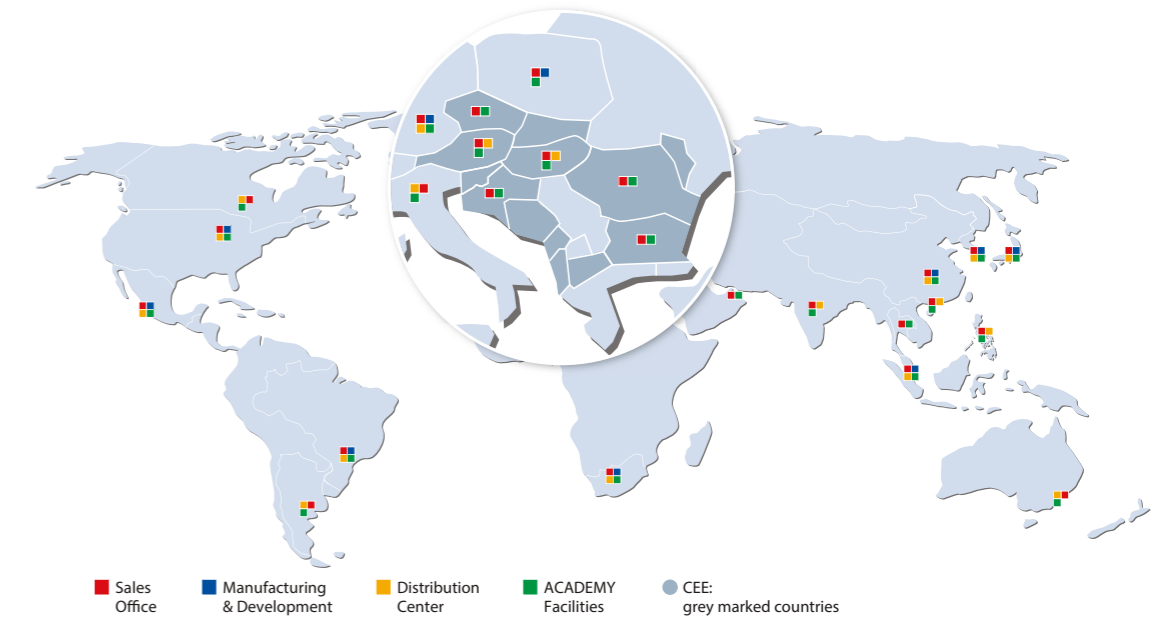 Sales
Office
Manufacturing
& Development
Distribution
Center
ACADEMY
Facilities
CEE:
grey marked countries